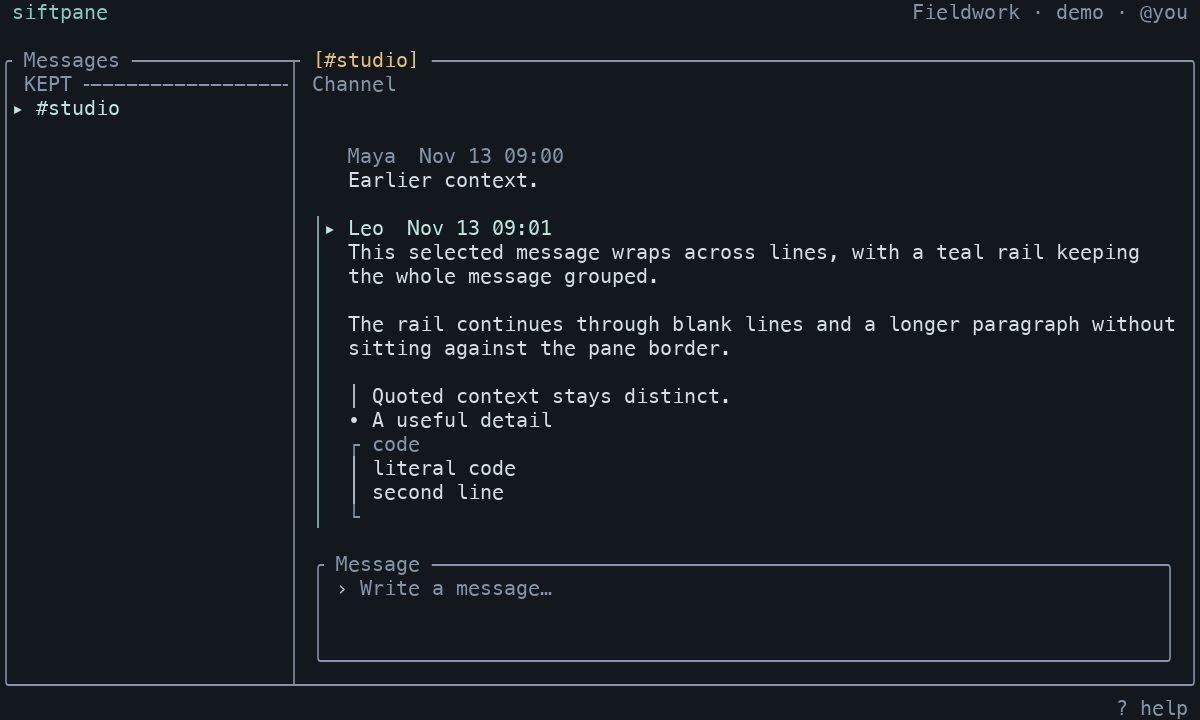 siftpane
Fieldwork · demo · @you
Messages
[#studio]
KEPT
Channel
▸ #studio
Maya  Nov 13 09:00
Earlier context.
▸ Leo  Nov 13 09:01
This selected message wraps across lines, with a teal rail keeping
the whole message grouped.
The rail continues through blank lines and a longer paragraph without
sitting against the pane border.
Quoted context stays distinct.
• A useful detail
code
literal code
second line
Message
› Write a message…
? help